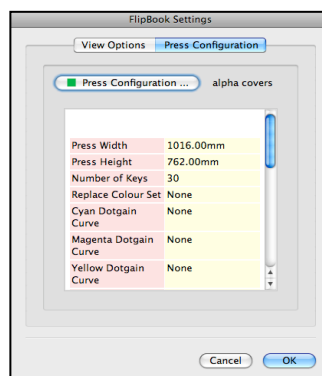 FlipBook Settings
View Options Press Configuration
Press Configuration ... alpha covers
Press Width 1016.00mm
Press Height 762.00mm
Number of Keys 30
Replace Colour Set None
Cyan Dotgain None
Curve
Magenta Dotgain None
Curve
Yellow Dotgain None
Curve
Cancel OK